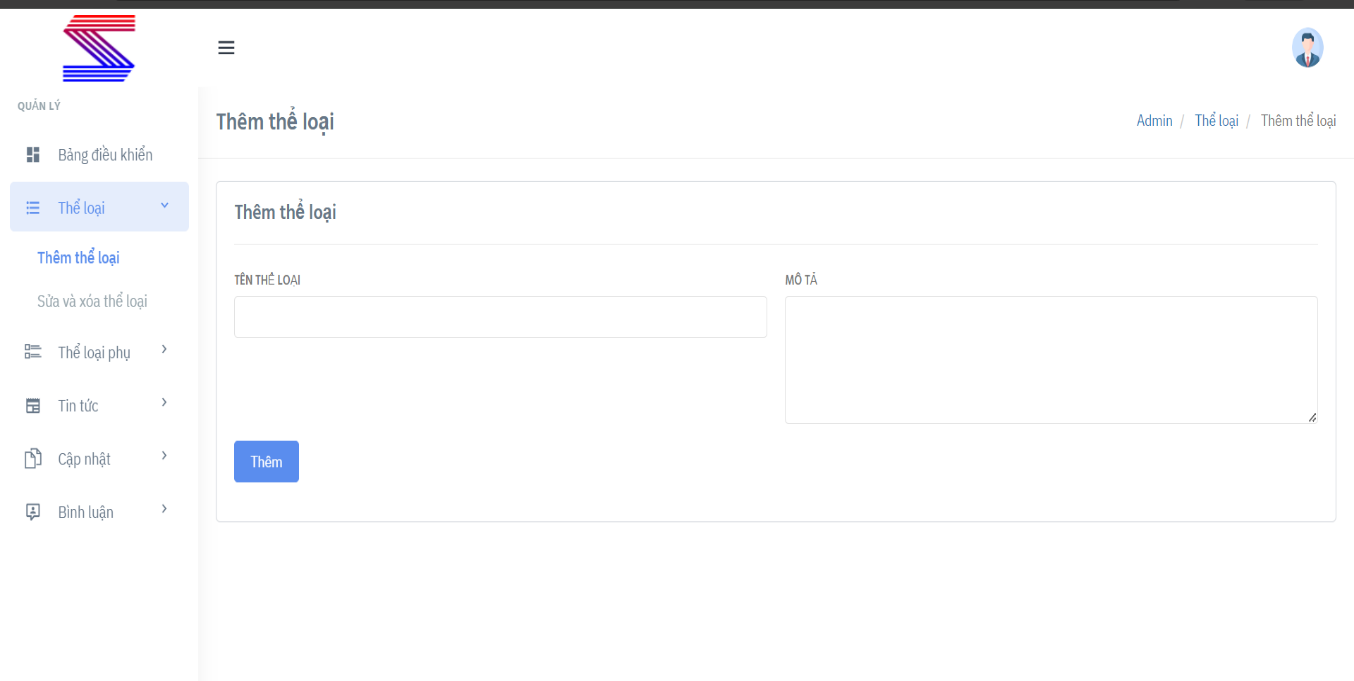 QUẢN LÝ
Thêm thể loại
Admin / Thể loại / Thêm thể loại
Bảng điều khiển
Thể loại
Thêm thể loại
Sửa và xóa thể loại
Thể loại phụ
Tin tức
Cập nhật
Bình luận
Thêm thể loại
TÊN THỂ LOẠI
MÔ TẢ
Thêm